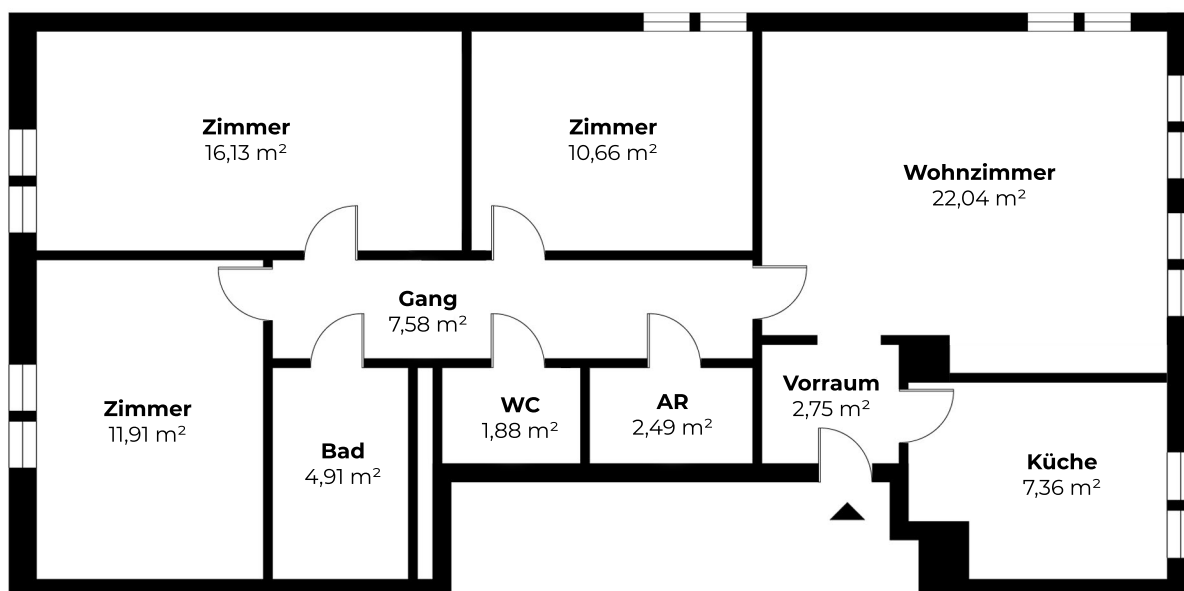 Zimmer
16,13 m²
Zimmer
10,66 m²
Wohnzimmer
22,04 m²
Gang
7,58 m²
Zimmer
11,91 m²
Bad
4,91 m²
WC
1,88 m²
AR
2,49 m²
Vorraum
2,75 m²
Küche
7,36 m²